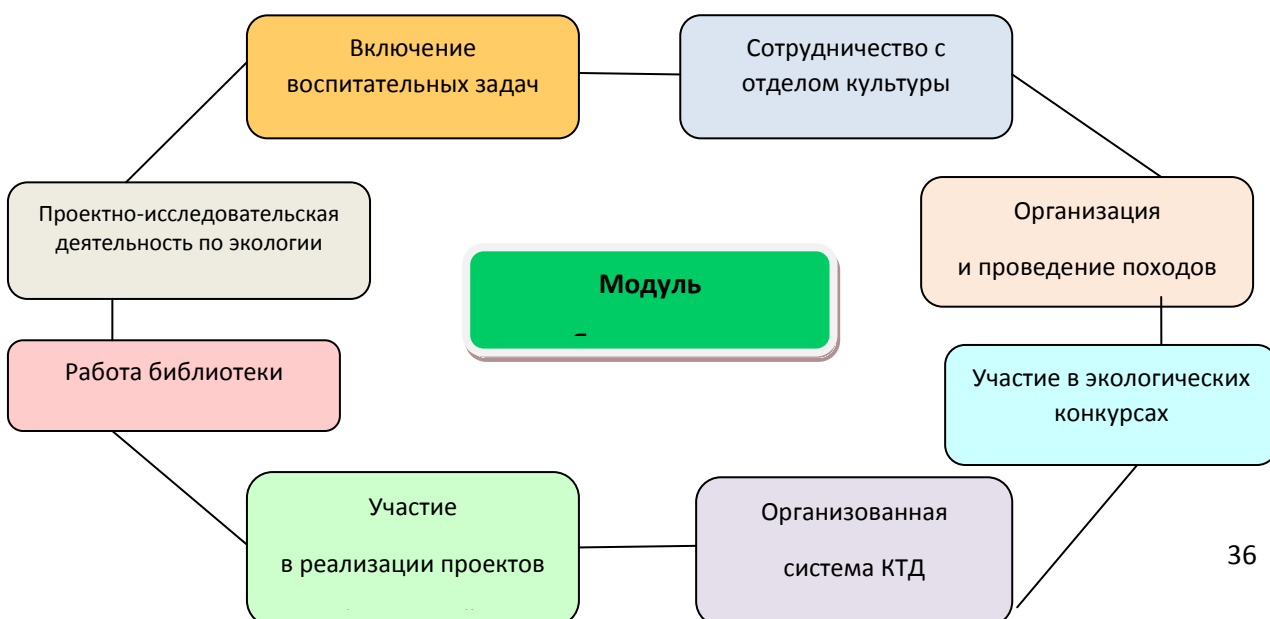 Включение
воспитательных задач
Сотрудничество с
отделом культуры
Проектно-исследовательская
деятельность по экологии
Организация
и проведение походов
Модуль
Работа библиотеки
Участие в экологических
конкурсах
Участие
в реализации проектов
Организованная
система КТД
36